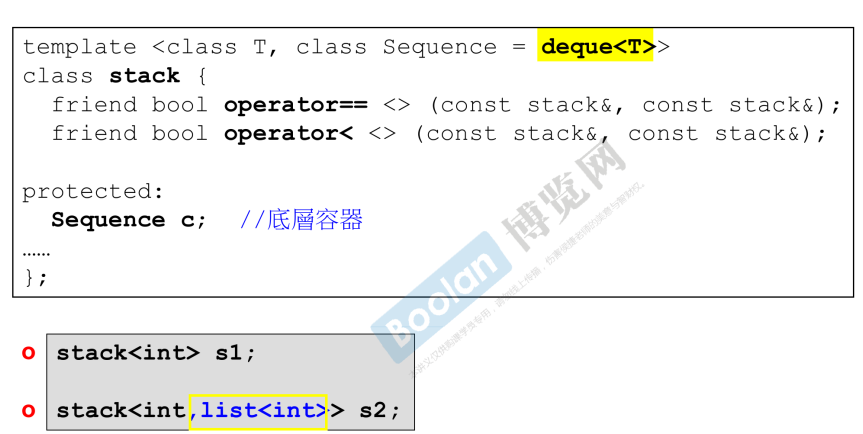 template <class T, class Sequence = deque<T>>
class stack {
friend bool operator== <> (const stack&, const stack&);
friend bool operator< <> (const stack&, const stack&);
protected:
Sequence c; //底層容器
……
};
Boolan 博览网
o stack<int> s1;
o stack<int,list<int>> s2;